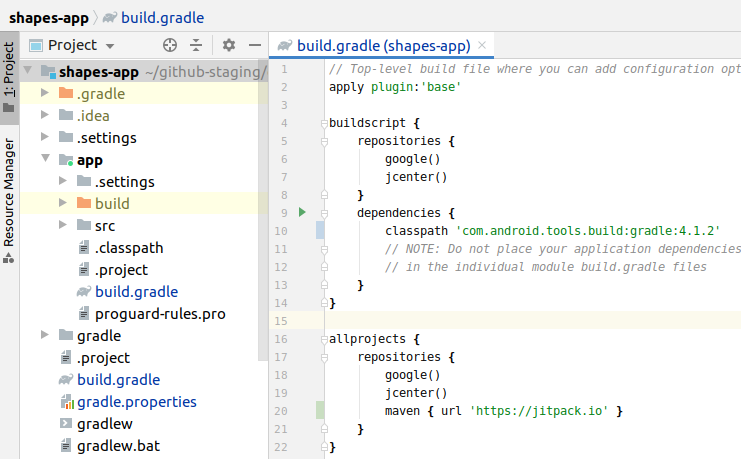 shapes-app build.gradle
1: Project
Resource Manager
Project
shapes-app ~/github-staging/
.gradle
.idea
.settings
app
.settings
build
src
.classpath
.project
build.gradle
proguard-rules.pro
gradle
.project
build.gradle
gradle.properties
gradlew
gradlew.bat
build.gradle (shapes-app)
1 // Top-level build file where you can add configuration opt
2 apply plugin:'base'
3
4 buildscript {
5 repositories {
6 google()
7 jcenter()
8 }
9 dependencies {
10 classpath 'com.android.tools.build:gradle:4.1.2'
11 // NOTE: Do not place your application dependencies
12 // in the individual module build.gradle files
13 }
14 }
15
16 allprojects {
17 repositories {
18 google()
19 jcenter()
20 maven { url 'https://jitpack.io' }
21 }
22 }